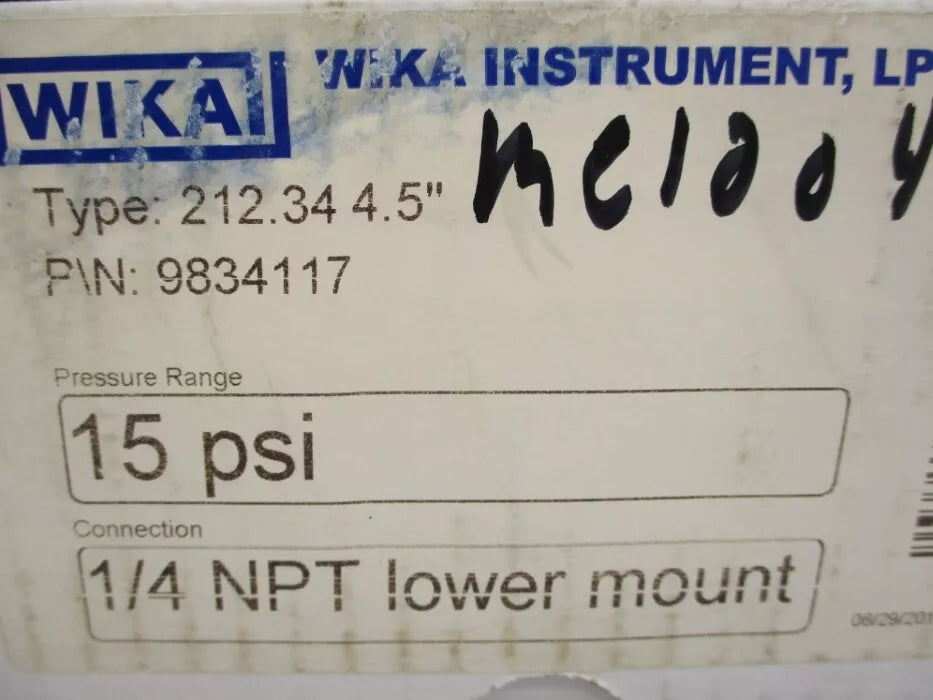 WIKA
WIKA INSTRUMENT, LP
Type: 212.34 4.5"
P\N: 9834117
Pressure Range
15 psi
Connection
1/4 NPT lower mount